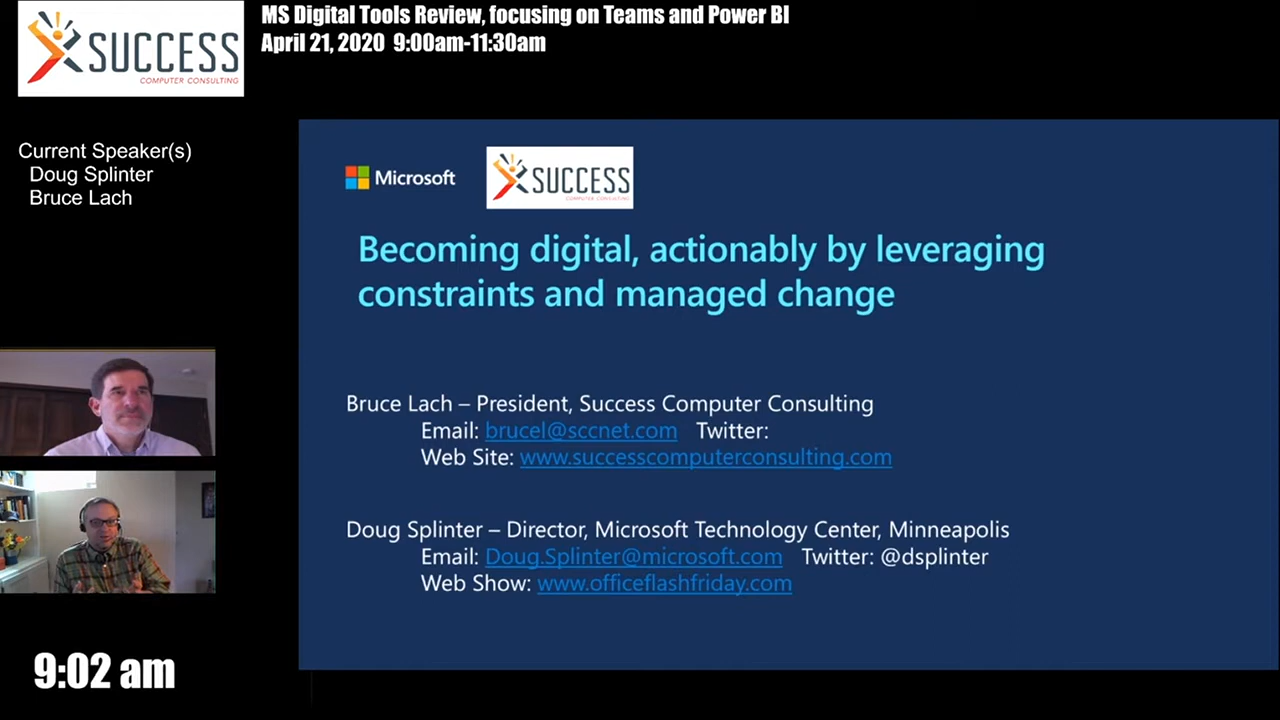 SUCCESS
COMPUTER CONSULTING
MS Digital Tools Review, focusing on Teams and Power BI
April 21, 2020 9:00am-11:30am
Current Speaker(s)
Doug Splinter
Bruce Lach
Microsoft
SUCCESS
COMPUTER CONSULTING
Becoming digital, actionably by leveraging
constraints and managed change
Bruce Lach – President, Success Computer Consulting
Email: brucel@sccnet.com Twitter:
Web Site: www.successcomputerconsulting.com
Doug Splinter – Director, Microsoft Technology Center, Minneapolis
Email: Doug.Splinter@microsoft.com Twitter: @dsplinter
Web Show: www.officeflashfriday.com
9:02 am